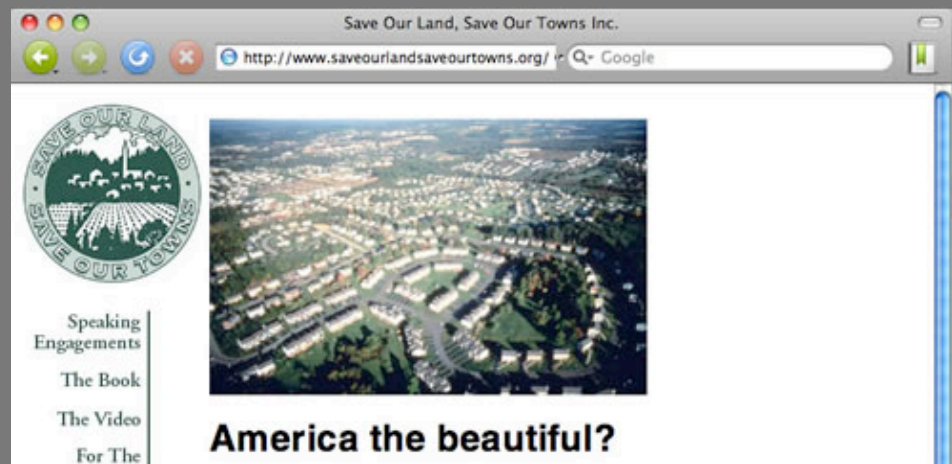 Save Our Land, Save Our Towns Inc.
http://www.saveourlandsaveourtowns.org/
Google
SAVE OUR LAND
SAVE OUR TOWNS
Speaking
Engagements
The Book
The Video
For The
America the beautiful?